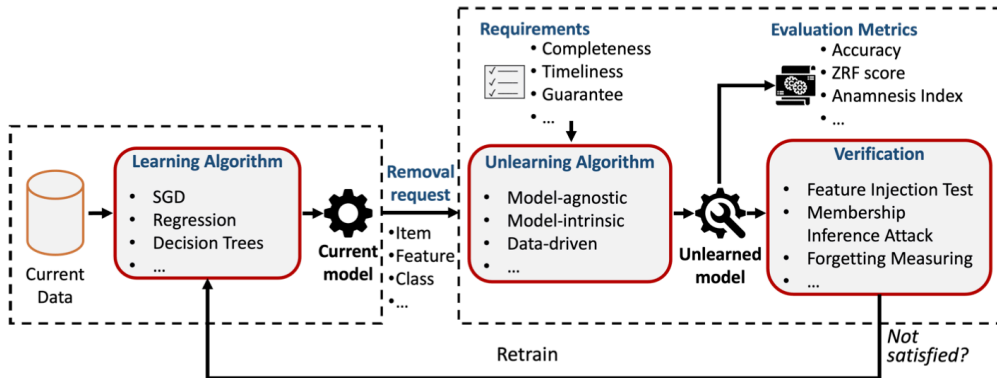 Requirements
• Completeness
• Timeliness
• Guarantee
• ...
Evaluation Metrics
• Accuracy
• ZRF score
• Anamnesis Index
• ...
Current
Data
Learning Algorithm
• SGD
• Regression
• Decision Trees
• ...
Current
model
Removal
request
•Item
•Feature
•Class
•...
Unlearning Algorithm
• Model-agnostic
• Model-intrinsic
• Data-driven
• ...
Unlearned
model
Verification
• Feature Injection Test
• Membership
Inference Attack
• Forgetting Measuring
• ...
Not
satisfied?
Retrain